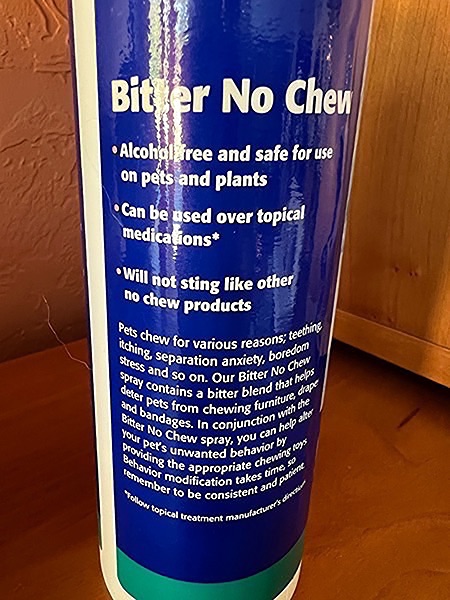 Bitter No Chew
•Alcohol free and safe for use
on pets and plants
•Can be used over topical
medications*
•Will not sting like other
no chew products
Pets chew for various reasons; teething,
itching, separation anxiety, boredom
stress and so on. Our Bitter No Chew
spray contains a bitter blend that helps
deter pets from chewing furniture, drape
and bandages. In conjunction with the
Bitter No Chew spray, you can help alter
your pet's unwanted behavior by
providing the appropriate chewing toys
Behavior modification takes time, so
remember to be consistent and patient.
*Follow topical treatment manufacturer's